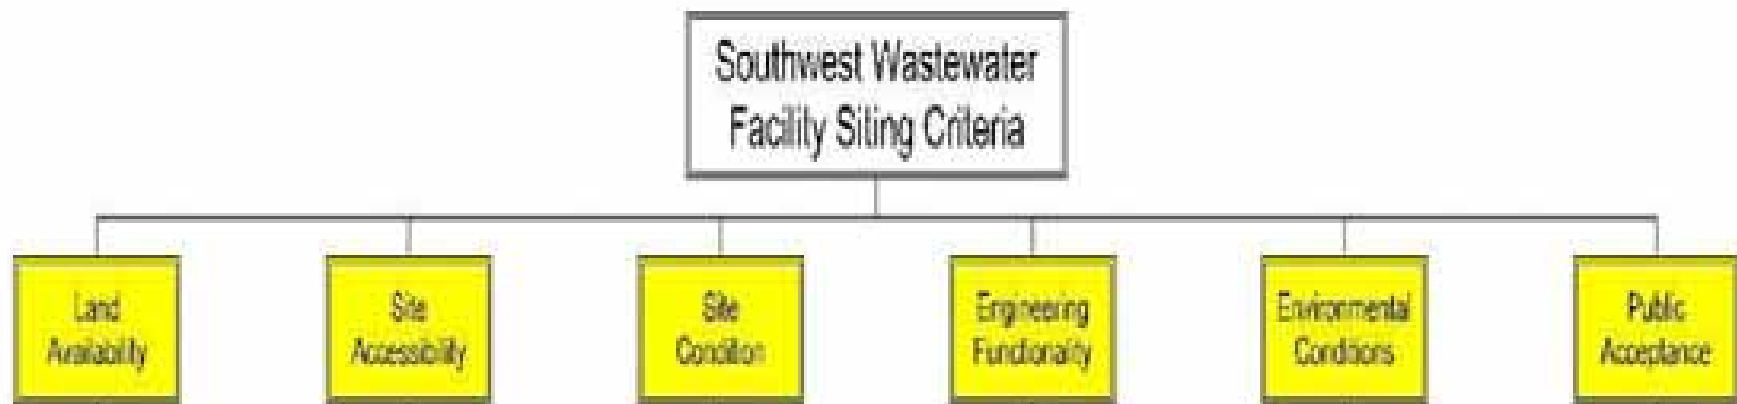 Southwest Wastewater
Facility Siting Criteria
Land
Availability
Site
Accessibility
Site
Condition
Engineering
Functionality
Environmental
Conditions
Public
Acceptance